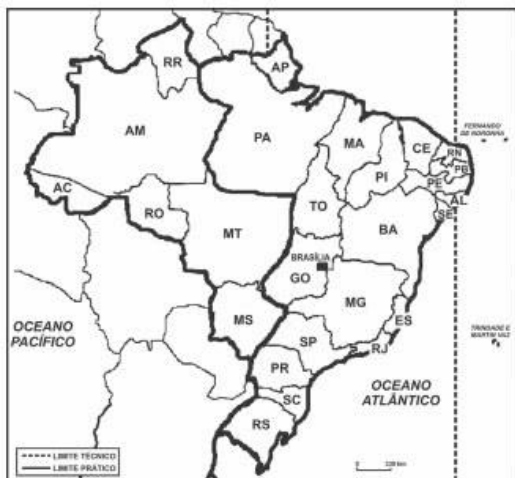 RR
AP
AM
PA
MA
CE
RN
PB
PI
PE
AL
SE
AC
RO
TO
BA
MT
BRASÍLIA
GO
MG
MS
ES
SP
RJ
PR
SC
RS
FERNANDO
DE NORONHA
TRINDADE E
MARTIM VAZ
OCEANO
PACÍFICO
OCEANO
ATLÂNTICO
LIMITE TÉCNICO
LIMITE PRÁTICO
0